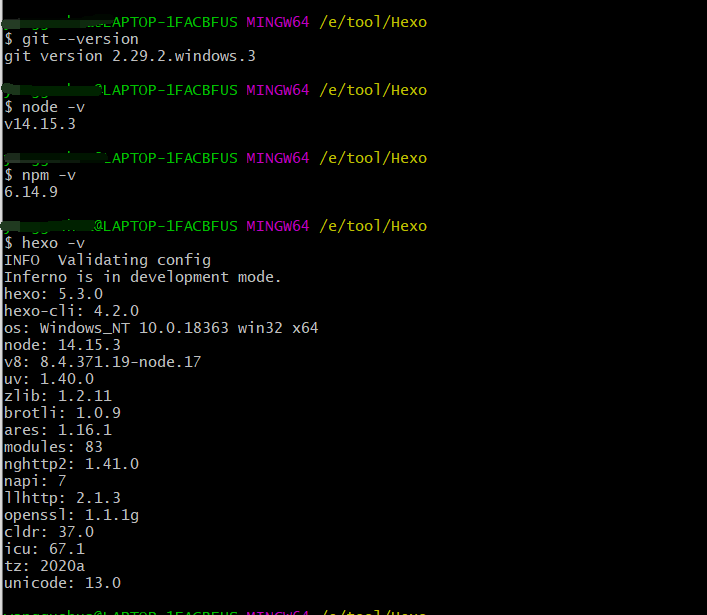 @LAPTOP-1FACBFUS MINGW64 /e/tool/Hexo
$ git --version
git version 2.29.2.windows.3
@LAPTOP-1FACBFUS MINGW64 /e/tool/Hexo
$ node -v
v14.15.3
LAPTOP-1FACBFUS MINGW64 /e/tool/Hexo
$ npm -v
6.14.9
@LAPTOP-1FACBFUS MINGW64 /e/tool/Hexo
$ hexo -v
INFO  Validating config
Inferno is in development mode.
hexo: 5.3.0
hexo-cli: 4.2.0
os: Windows_NT 10.0.18363 win32 x64
node: 14.15.3
v8: 8.4.371.19-node.17
uv: 1.40.0
zlib: 1.2.11
brotli: 1.0.9
ares: 1.16.1
modules: 83
nghttp2: 1.41.0
napi: 7
llhttp: 2.1.3
openssl: 1.1.1g
cldr: 37.0
icu: 67.1
tz: 2020a
unicode: 13.0
@LAPTOP-1FACBFUS MINGW64 /e/tool/Hexo